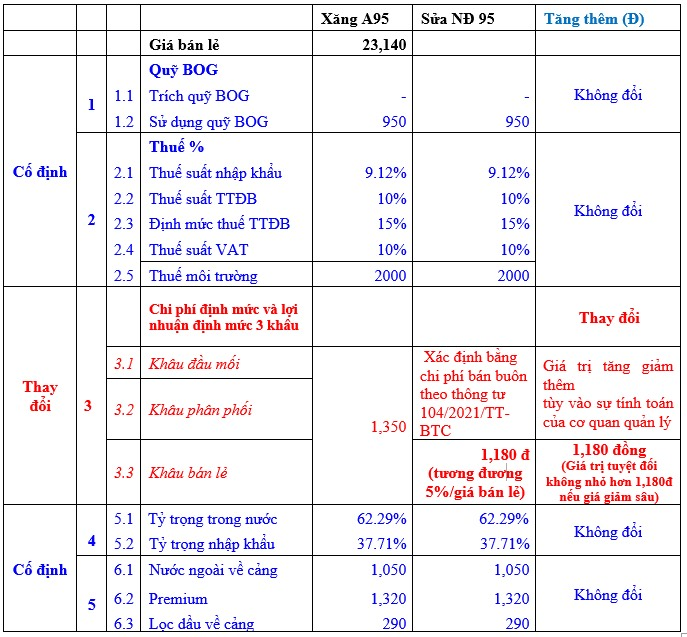 Xăng A95 Sửa NĐ 95 Tăng thêm (Đ)
Giá bán lẻ 23,140
Cố định 1 Quỹ BOG Không đổi
1.1 Trích quỹ BOG - -
1.2 Sử dụng quỹ BOG 950 950
2 Thuế % Không đổi
2.1 Thuế suất nhập khẩu 9.12% 9.12%
2.2 Thuế suất TTĐB 10% 10%
2.3 Định mức thuế TTĐB 15% 15%
2.4 Thuế suất VAT 10% 10%
2.5 Thuế môi trường 2000 2000
Thay
đổi
3
Chi phí định mức và lợi
nhuận định mức 3 khâu
Thay đổi
3.1 Khâu đầu mối
3.2 Khâu phân phối
3.3 Khâu bán lẻ
1,350
Xác định bằng
chi phí bán buôn
theo thông tư
104/2021/TT-
BTC
Giá trị tăng giảm
thêm
tùy vào sự tính toán
của cơ quan quản lý
1,180 đ
(tương đương
5%/giá bán lẻ)
1,180 đồng
(Giá trị tuyệt đối
không nhỏ hơn 1,180đ
nếu giá giảm sâu)
Cố định
4
5.1 Tỷ trọng trong nước 62.29% 62.29%
5.2 Tỷ trọng nhập khẩu 37.71% 37.71%
Không đổi
5
6.1 Nước ngoài về cảng 1,050 1,050
6.2 Premium 1,320 1,320
6.3 Lọc dầu về cảng 290 290
Không đổi